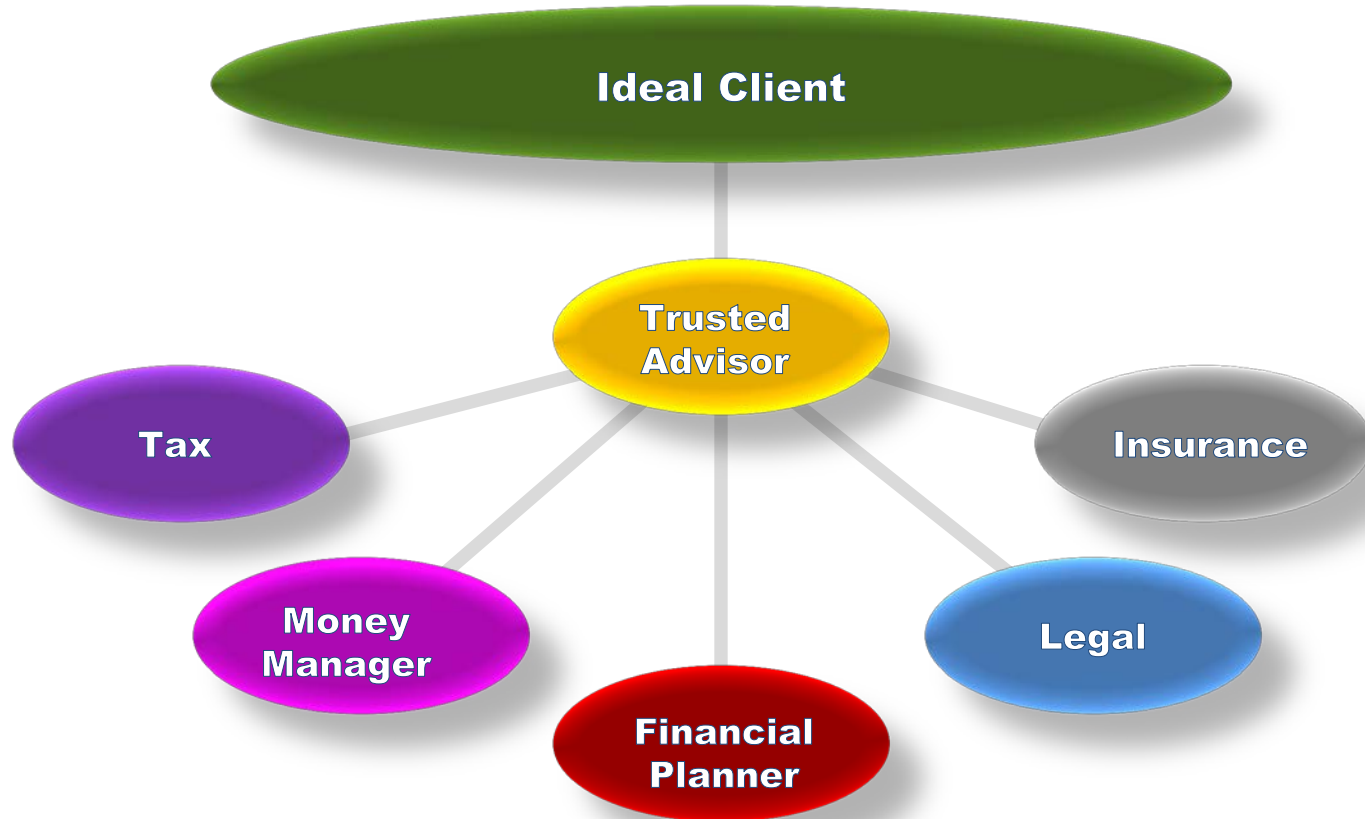 Ideal Client
Trusted
Advisor
Tax
Insurance
Money
Manager
Legal
Financial
Planner